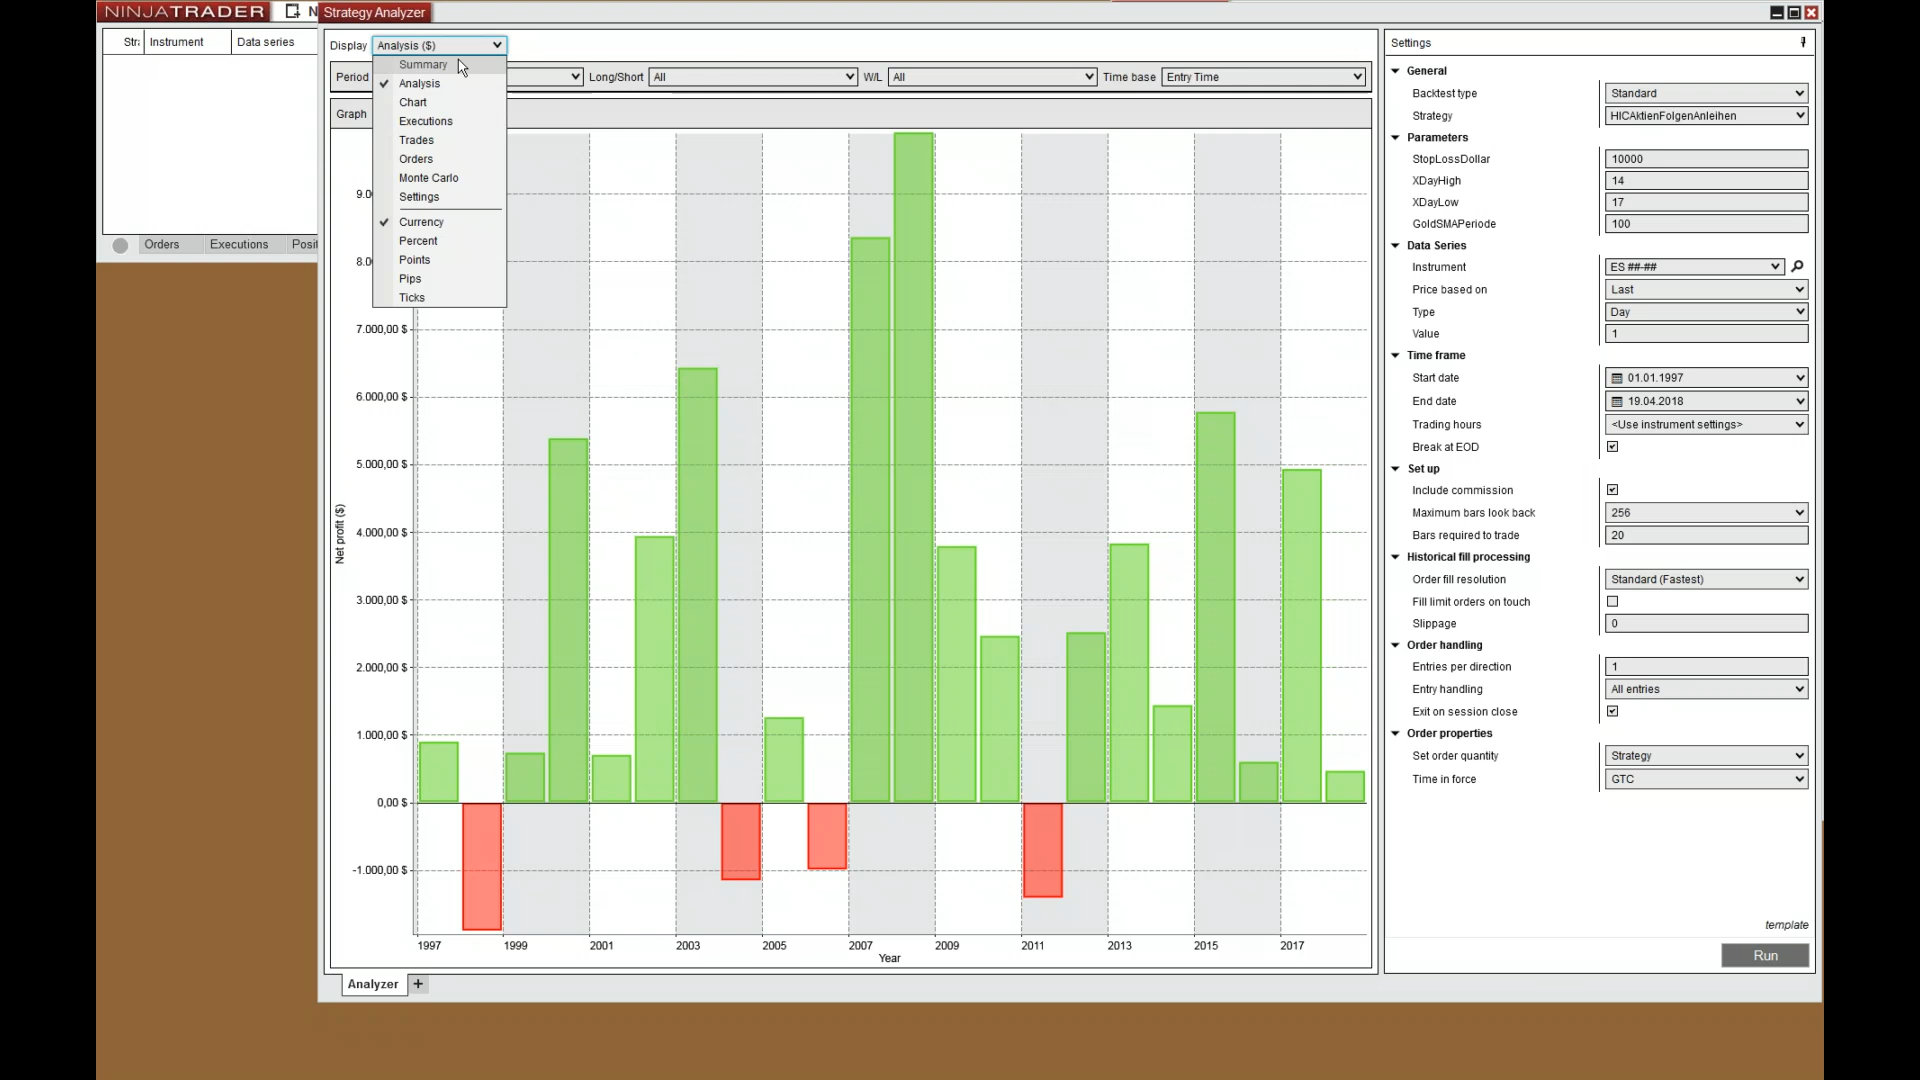 NINJATRADER
N
Strategy Analyzer
Instrument
Data series
Orders
Executions
Display
Analysis ($)
Period
Long/Short
All
W/L
All
Time base
Entry Time
Graph
Summary
Analysis
Chart
Executions
Trades
Orders
Monte Carlo
Settings
Currency
Percent
Points
Pips
Ticks
9.0
8.0
7.000,00 $
6.000,00 $
5.000,00 $
4.000,00 $
3.000,00 $
2.000,00 $
1.000,00 $
0,00 $
-1.000,00 $
Net profit ($)
1997
1999
2001
2003
2005
2007
2009
2011
2013
2015
2017
Year
Analyzer
+
Settings
General
Backtest type
Standard
Strategy
HICAktienFolgenAnleihen
Parameters
StopLossDollar
10000
XDayHigh
14
XDayLow
17
GoldSMAPeriode
100
Data Series
Instrument
ES ##-##
Price based on
Last
Type
Day
Value
1
Time frame
Start date
01.01.1997
End date
19.04.2018
Trading hours
<Use instrument settings>
Break at EOD
Set up
Include commission
Maximum bars look back
256
Bars required to trade
20
Historical fill processing
Order fill resolution
Standard (Fastest)
Fill limit orders on touch
Slippage
0
Order handling
Entries per direction
1
Entry handling
All entries
Exit on session close
Order properties
Set order quantity
Strategy
Time in force
GTC
template
Run